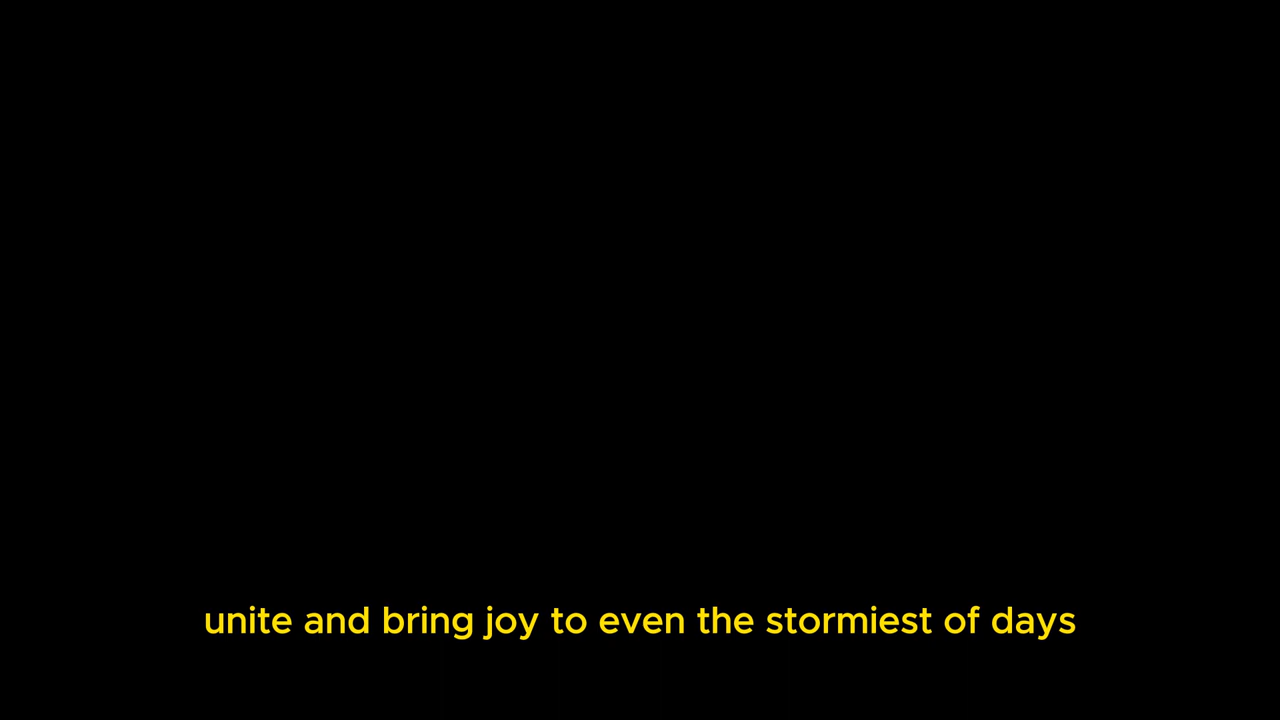 unite and bring joy to even the stormiest of days